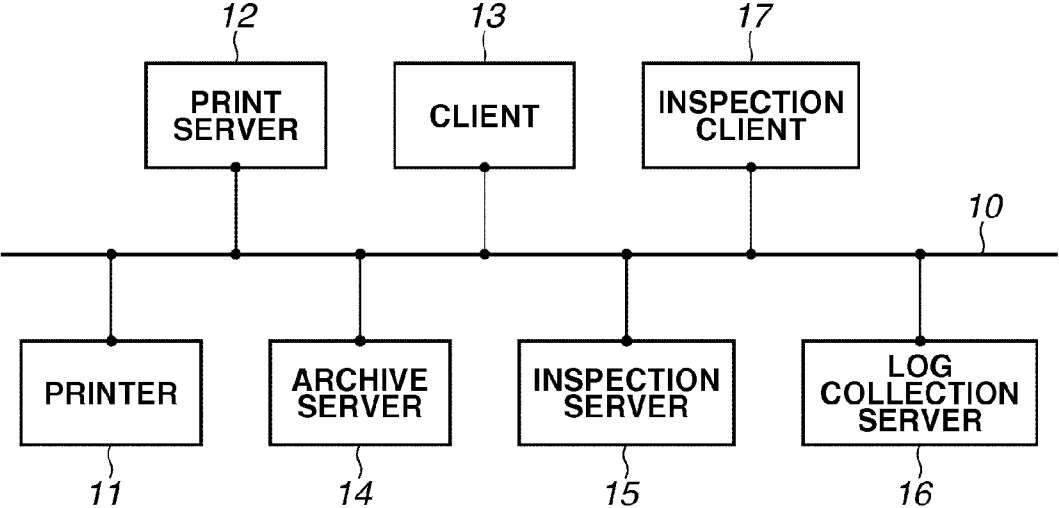 12
13
17
PRINT
SERVER
CLIENT
INSPECTION
CLIENT
10
PRINTER
ARCHIVE
SERVER
INSPECTION
SERVER
LOG
COLLECTION
SERVER
11
14
15
16